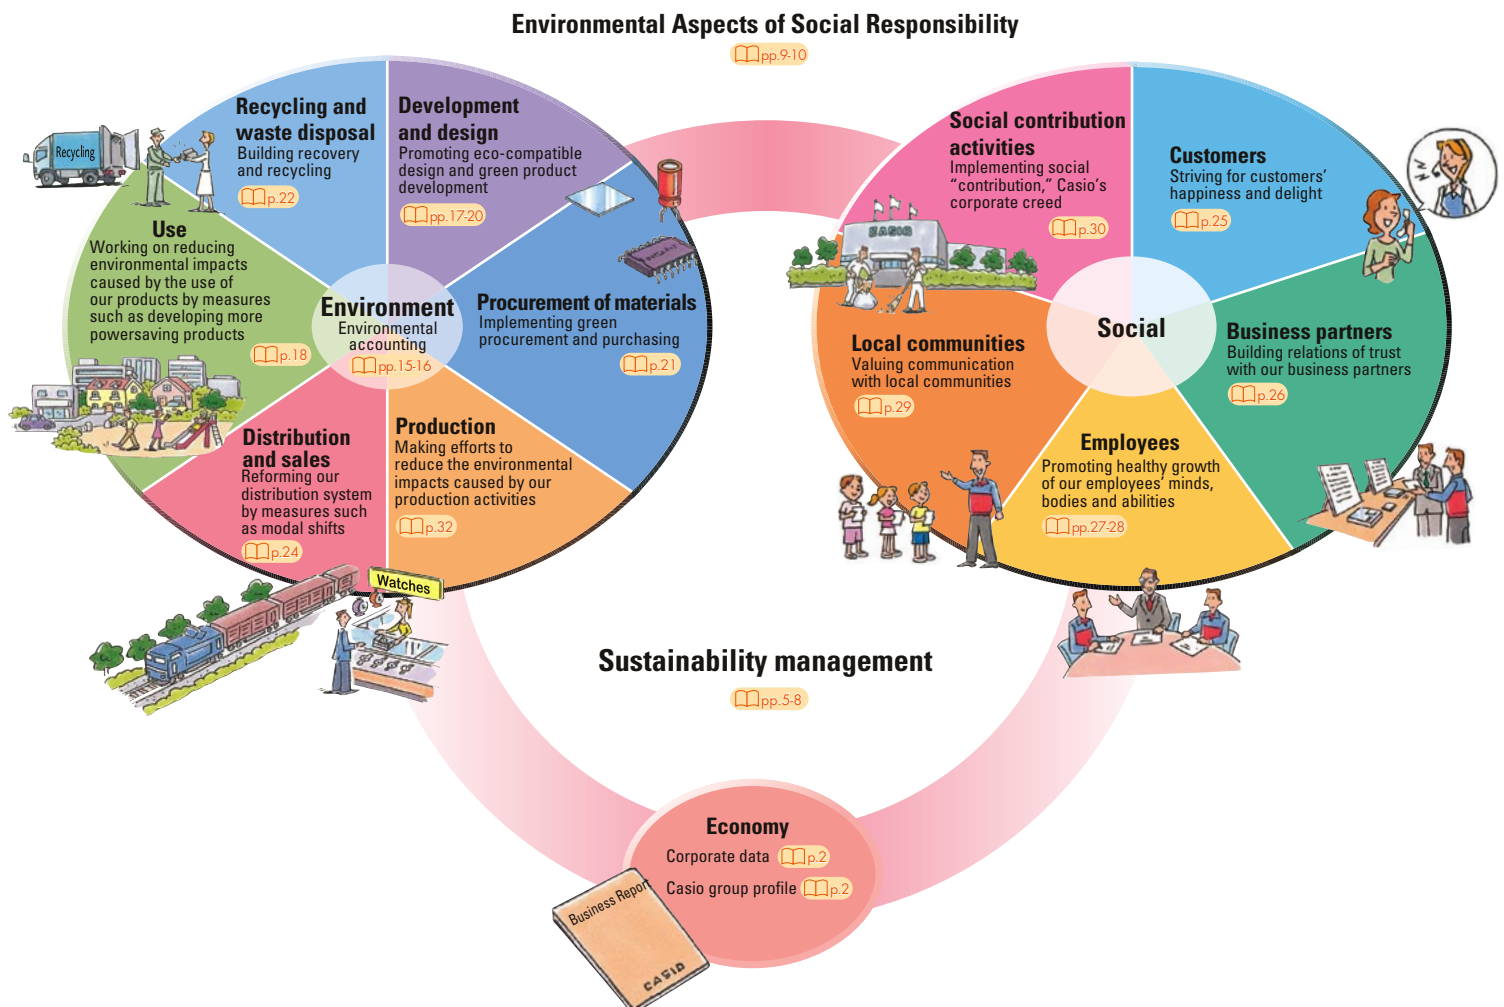 Environmental Aspects of Social Responsibility
pp.9-10
Recycling and
waste disposal
Building recovery
and recycling
p.22
Recycling
Development
and design
Promoting eco-compatible
design and green product
development
pp.17-20
Use
Working on reducing
environmental impacts
caused by the use of
our products by measures
such as developing more
powersaving products
p.18
Environment
Environmental
accounting
pp.15-16
Procurement of materials
Implementing green
procurement and purchasing
p.21
Distribution
and sales
Reforming our
distribution system
by measures such
as modal shifts
p.24
Production
Making efforts to
reduce the environmental
impacts caused by our
production activities
p.32
Watches
Social contribution
activities
Implementing social
“contribution,” Casio’s
corporate creed
p.30
CASIO
Customers
Striving for customers’
happiness and delight
p.25
Local communities
Valuing communication
with local communities
p.29
Social
Business partners
Building relations of trust
with our business partners
p.26
Employees
Promoting healthy growth
of our employees’ minds,
bodies and abilities
pp.27-28
Sustainability management
pp.5-8
Economy
Corporate data p.2
Casio group profile p.2
Business Report
CASIO